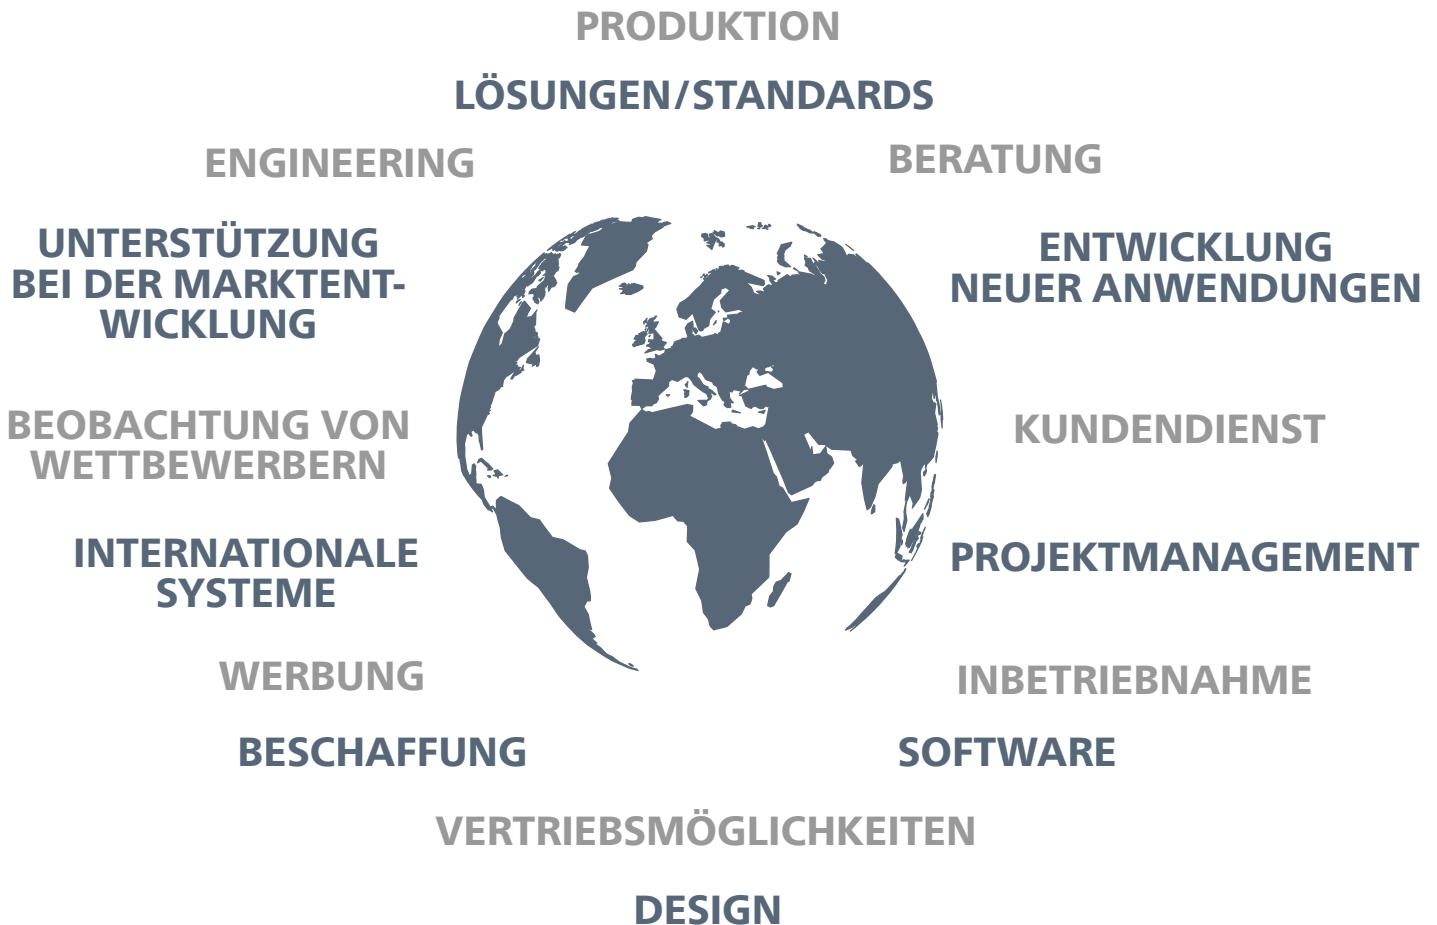 PRODUKTION
LÖSUNGEN/STANDARDS
ENGINEERING
BERATUNG
UNTERSTÜTZUNG
BEI DER MARKTENT-
WICKLUNG
ENTWICKLUNG
NEUER ANWENDUNGEN
BEOBACHTUNG VON
WETTBEWERBERN
KUNDENDIENST
INTERNATIONALE
SYSTEME
PROJEKTMANAGEMENT
WERBUNG
INBETRIEBNAHME
BESCHAFFUNG
SOFTWARE
VERTRIEBSMÖGLICHKEITEN
DESIGN